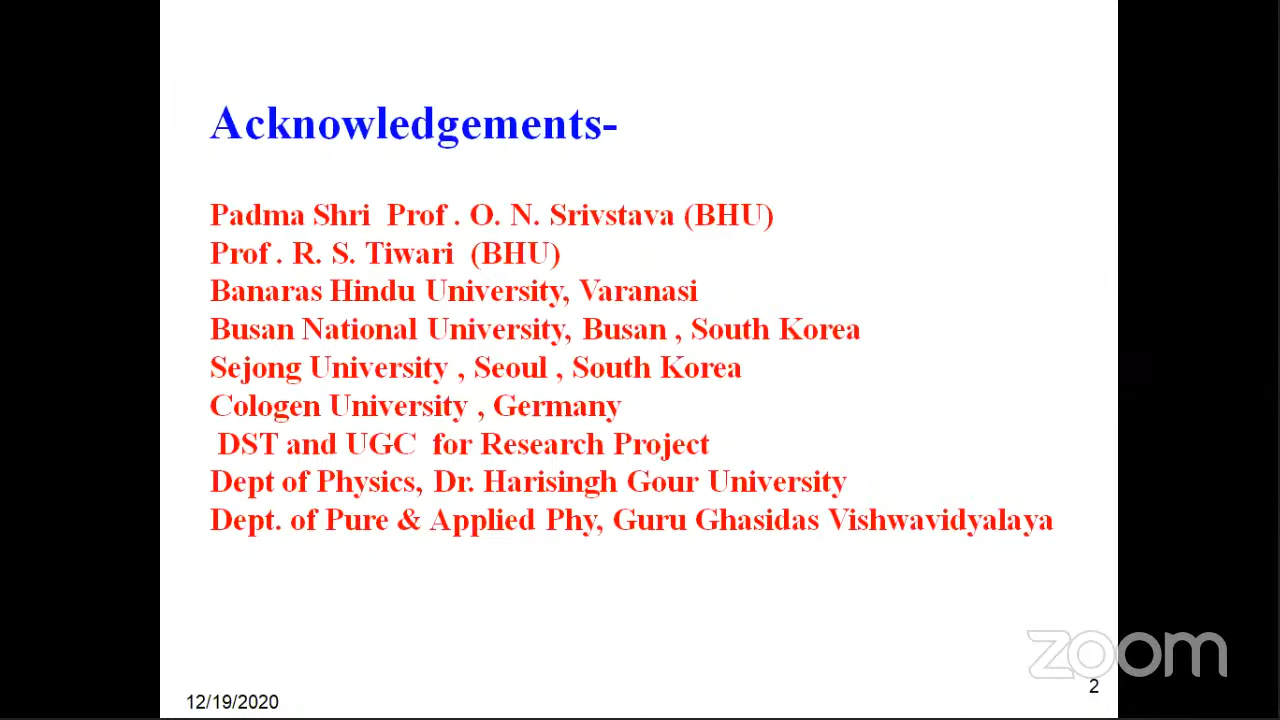 Acknowledgements-
Padma Shri Prof . O. N. Srivstava (BHU)
Prof . R. S. Tiwari (BHU)
Banaras Hindu University, Varanasi
Busan National University, Busan , South Korea
Sejong University , Seoul , South Korea
Cologen University , Germany
DST and UGC for Research Project
Dept of Physics, Dr. Harisingh Gour University
Dept. of Pure & Applied Phy, Guru Ghasidas Vishwavidyalaya
zoom
2
12/19/2020